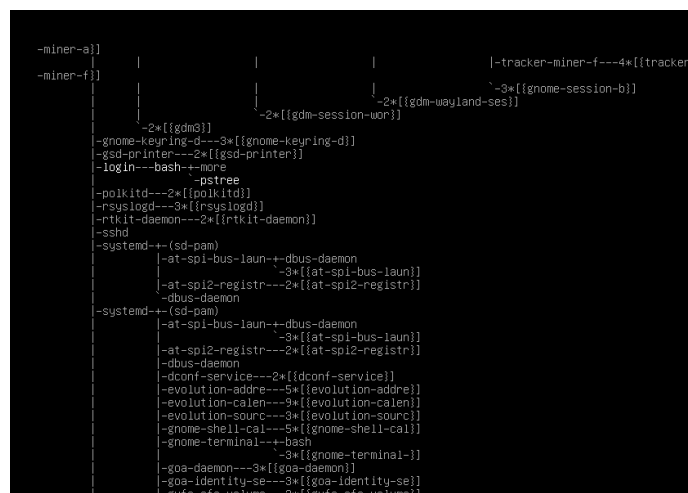 -miner-a}]
| | | | |-tracker-miner-f---4*[{tracker
-miner-f}]
| | | | `-3*[{gnome-session-b}]
| | | `-2*[{gdm-wayland-ses}]
| | `-2*[{gdm-session-wor}]
| `-2*[{gdm3}]
|-gnome-keyring-d---3*[{gnome-keyring-d}]
|-gsd-printer---2*[{gsd-printer}]
|-login---bash-+-more
| `-pstree
|-polkitd---2*[{polkitd}]
|-rsyslogd---3*[{rsyslogd}]
|-rtkit-daemon---2*[{rtkit-daemon}]
|-sshd
|-systemd-+-(sd-pam)
| |-at-spi-bus-laun-+-dbus-daemon
| | `-3*[{at-spi-bus-laun}]
| |-at-spi2-registr---2*[{at-spi2-registr}]
| `-dbus-daemon
|-systemd-+-(sd-pam)
| |-at-spi-bus-laun-+-dbus-daemon
| | `-3*[{at-spi-bus-laun}]
| |-at-spi2-registr---2*[{at-spi2-registr}]
| |-dbus-daemon
| |-dconf-service---2*[{dconf-service}]
| |-evolution-addre---5*[{evolution-addre}]
| |-evolution-calen---9*[{evolution-calen}]
| |-evolution-sourc---3*[{evolution-sourc}]
| |-gnome-shell-cal---5*[{gnome-shell-cal}]
| |-gnome-terminal--+-bash
| | `-3*[{gnome-terminal-}]
| |-goa-daemon---3*[{goa-daemon}]
| |-goa-identity-se---3*[{goa-identity-se}]